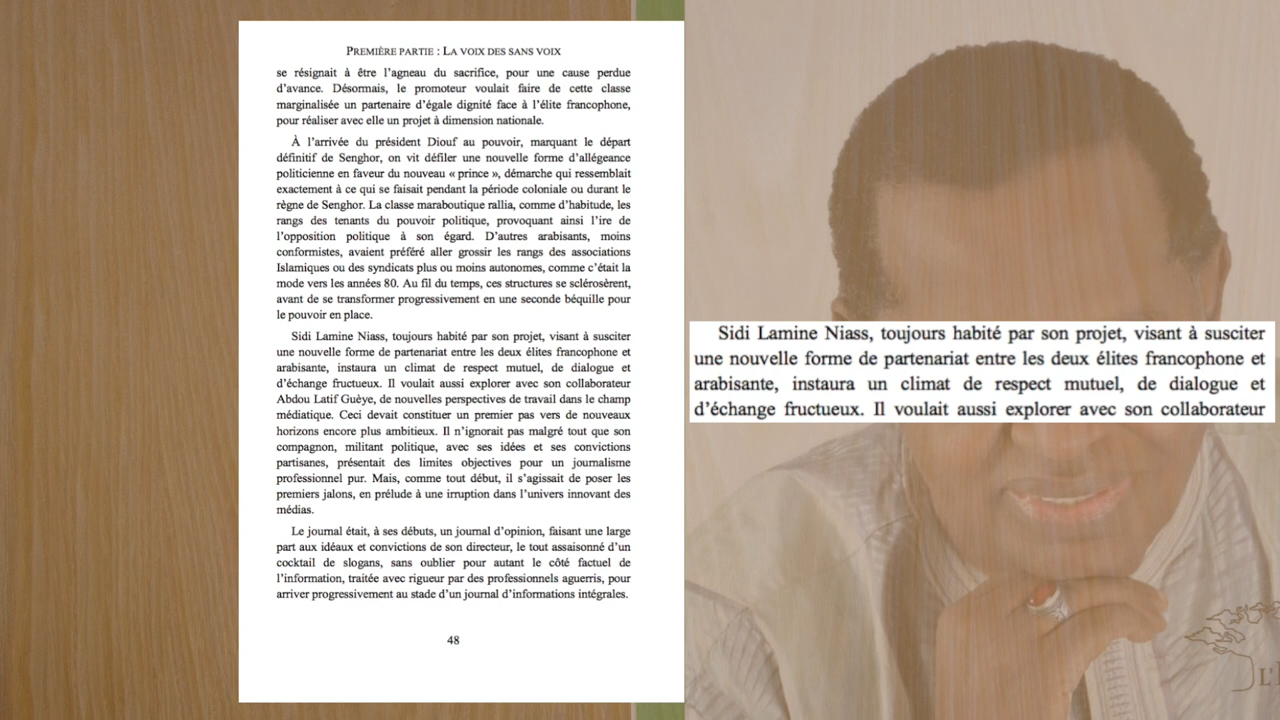 PREMIÈRE PARTIE : LA VOIX DES SANS VOIX
se résignait à être l’agneau du sacrifice, pour une cause perdue
d’avance. Désormais, le promoteur voulait faire de cette classe
marginalisée un partenaire d’égale dignité face à l’élite francophone,
pour réaliser avec elle un projet à dimension nationale.
À l’arrivée du président Diouf au pouvoir, marquant le départ
définitif de Senghor, on vit défiler une nouvelle forme d’allégeance
politicienne en faveur du nouveau « prince », démarche qui ressemblait
exactement à ce qui se faisait pendant la période coloniale ou durant le
règne de Senghor. La classe maraboutique rallia, comme d’habitude, les
rangs des tenants du pouvoir politique, provoquant ainsi l’ire de
l’opposition politique à son égard. D’autres arabisants, moins
conformistes, avaient préféré aller grossir les rangs des associations
Islamiques ou des syndicats plus ou moins autonomes, comme c’était la
mode vers les années 80. Au fil du temps, ces structures se sclérosèrent,
avant de se transformer progressivement en une seconde béquille pour
le pouvoir en place.
Sidi Lamine Niass, toujours habité par son projet, visant à susciter
une nouvelle forme de partenariat entre les deux élites francophone et
arabisante, instaura un climat de respect mutuel, de dialogue et
d’échange fructueux. Il voulait aussi explorer avec son collaborateur
Abdou Latif Guèye, de nouvelles perspectives de travail dans le champ
médiatique. Ceci devait constituer un premier pas vers de nouveaux
horizons encore plus ambitieux. Il n’ignorait pas malgré tout que son
compagnon, militant politique, avec ses idées et ses convictions
partisanes, présentait des limites objectives pour un journalisme
professionnel pur. Mais, comme tout début, il s’agissait de poser les
premiers jalons, en prélude à une irruption dans l’univers innovant des
médias.
Le journal était, à ses débuts, un journal d’opinion, faisant une large
part aux idéaux et convictions de son directeur, le tout assaisonné d’un
cocktail de slogans, sans oublier pour autant le côté factuel de
l’information, traitée avec rigueur par des professionnels aguerris, pour
arriver progressivement au stade d’un journal d’informations intégrales.
48
Sidi Lamine Niass, toujours habité par son projet, visant à susciter
une nouvelle forme de partenariat entre les deux élites francophone et
arabisante, instaura un climat de respect mutuel, de dialogue et
d’échange fructueux. Il voulait aussi explorer avec son collaborateur